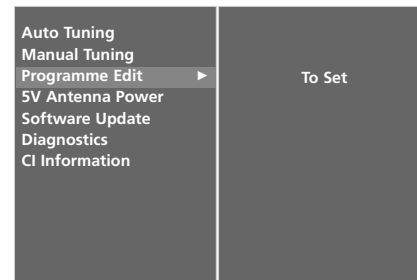 Auto Tuning
Manual Tuning
Programme Edit ►
To Set
5V Antenna Power
Software Update
Diagnostics
CI Information